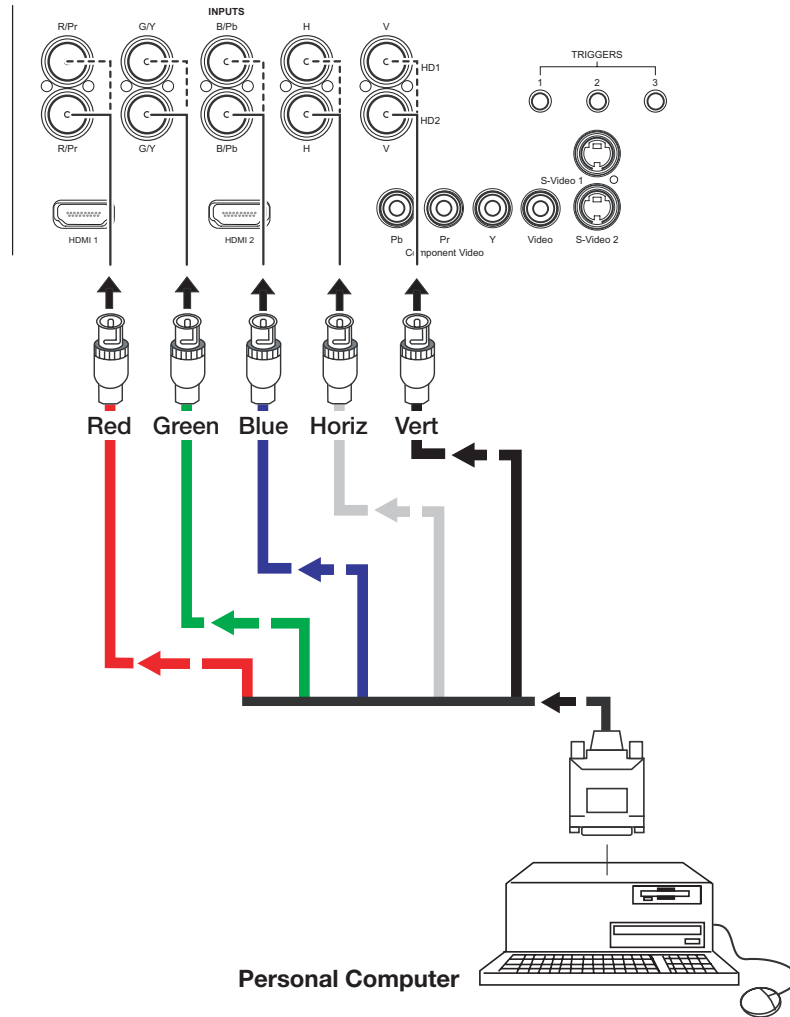 INPUTS
R/Pr G/Y B/Pb H V
HD1
TRIGGERS
1 2 3
HD2
R/Pr G/Y B/Pb H V
S-Video 1
HDMI 1 HDMI 2
Pb Pr Y Video S-Video 2
Component Video
Red Green Blue Horiz Vert
Personal Computer